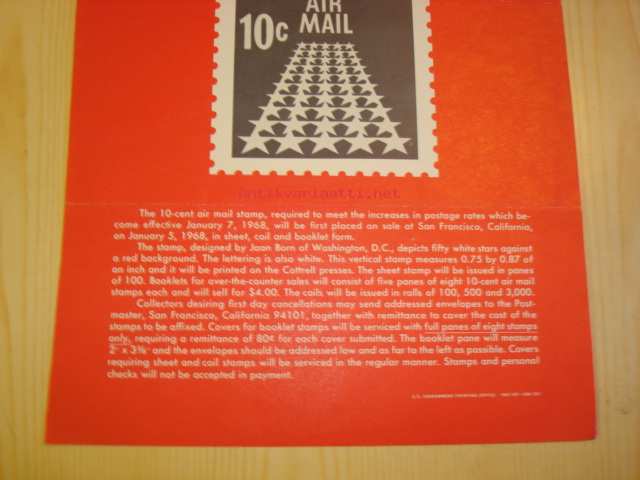 AIR
10c MAIL
Antikvariaatti.net
The 10-cent air mail stamp, required to meet the increases in postage rates which be-
come effective January 7, 1968, will be first placed on sale at San Francisco, California,
on January 5, 1968, in sheet, coil and booklet form.
The stamp, designed by Jaan Born of Washington, D.C., depicts fifty white stars against
a red background. The lettering is also white. This vertical stamp measures 0.75 by 0.87 of
an inch and it will be printed on the Cottrell presses. The sheet stamp will be issued in panes
of 100. Booklets for over-the-counter sales will consist of five panes of eight 10-cent air mail
stamps each and will sell for $4.00. The coils will be issued in rolls of 100, 500 and 3,000.
Collectors desiring first day cancellations may send addressed envelopes to the Post-
master, San Francisco, California 94101, together with remittance to cover the cost of the
stamps to be affixed. Covers for booklet stamps will be serviced with full panes of eight stamps
only, requiring a remittance of 80¢ for each cover submitted. The booklet pane will measure
2" x 3⅜" and the envelopes should be addressed low and as far to the left as possible. Covers
requiring sheet and coil stamps will be serviced in the regular manner. Stamps and personal
checks will not be accepted in payment.
U.S. GOVERNMENT PRINTING OFFICE